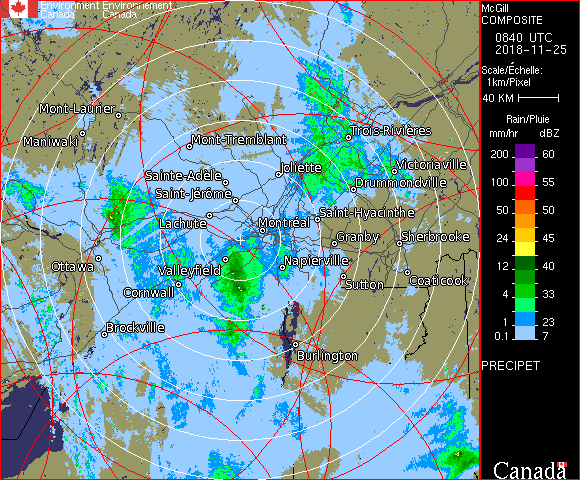 Environment Environnement
Canada Canada
McGill
COMPOSITE
0840 UTC
2018-11-25
Scale/Échelle:
1km/Pixel
40 KM
Rain/Pluie
mm/hr dBZ
200 60
100 55
50 50
24 45
12 40
4 33
1 23
0.1 7
PRECIPET
Canada
Mont-Laurier
Maniwaki
Mont-Tremblant
Trois-Rivières
Joliette
Victoriaville
Sainte-Adèle
Drummondville
Saint-Jérôme
Lachute
Saint-Hyacinthe
Montréal
Granby
Sherbrooke
Ottawa
Valleyfield
Napierville
Cornwall
Sutton
Coaticook
Brockville
Burlington